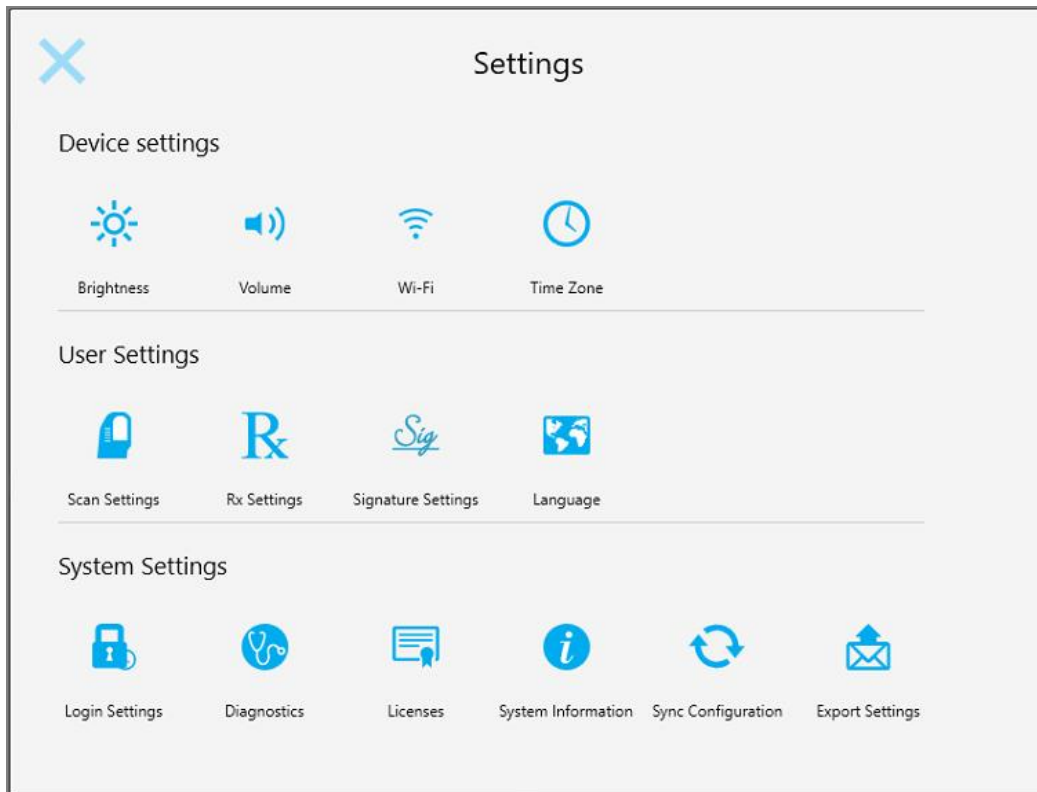 Settings
Device settings
Brightness Volume Wi-Fi Time Zone
User Settings
Rx Sig
Scan Settings Rx Settings Signature Settings Language
System Settings
i
Login Settings Diagnostics Licenses System Information Sync Configuration Export Settings